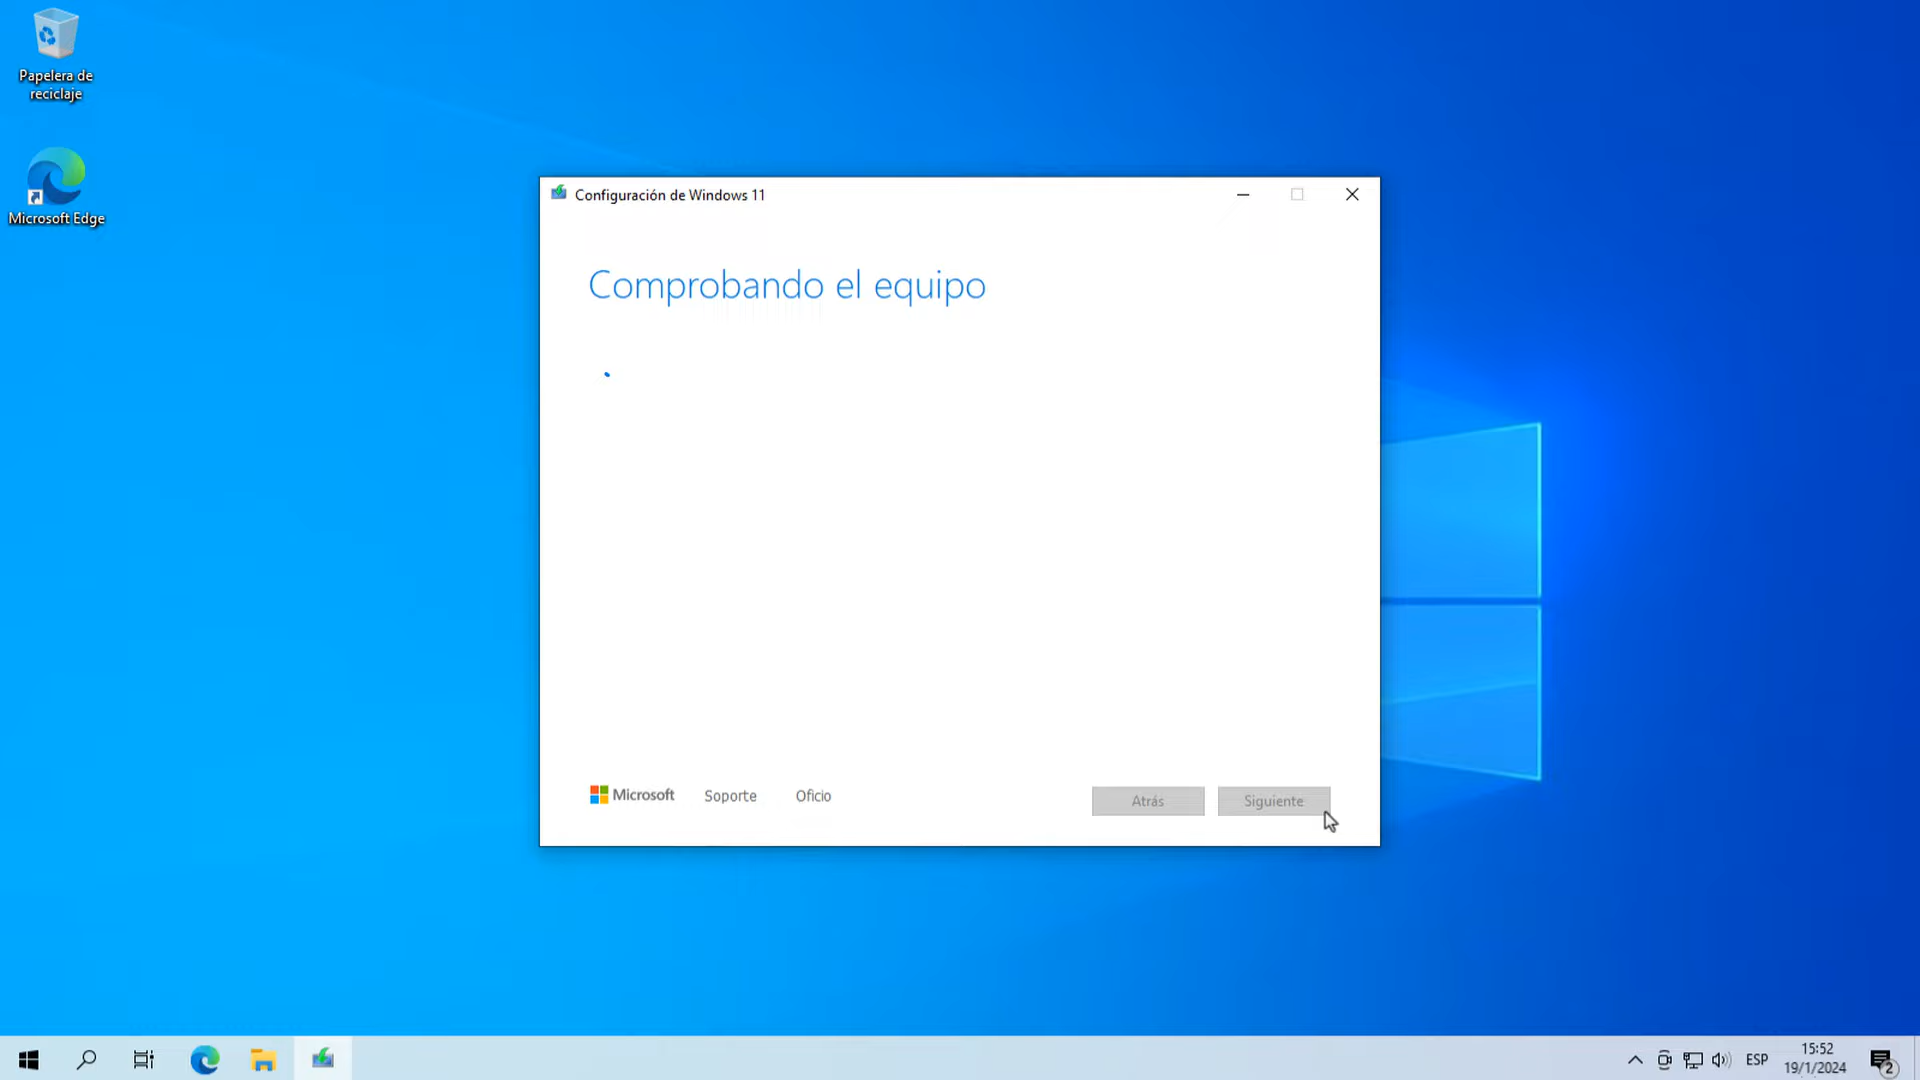 Papelera de
reciclaje
Microsoft Edge
Configuración de Windows 11
Comprobando el equipo
Microsoft
Soporte
Oficio
Atrás
Siguiente
ESP
15:52
19/1/2024
2